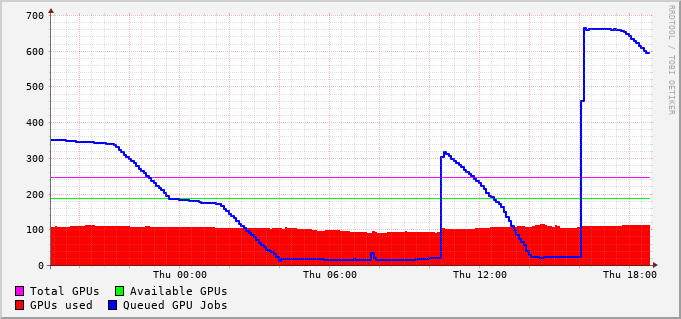 700
600
500
400
300
200
100
0
Thu 00:00 Thu 06:00 Thu 12:00 Thu 18:00
Total GPUs Available GPUs
GPUs used Queued GPU Jobs
RRDTOOL / TOBI OETIKER